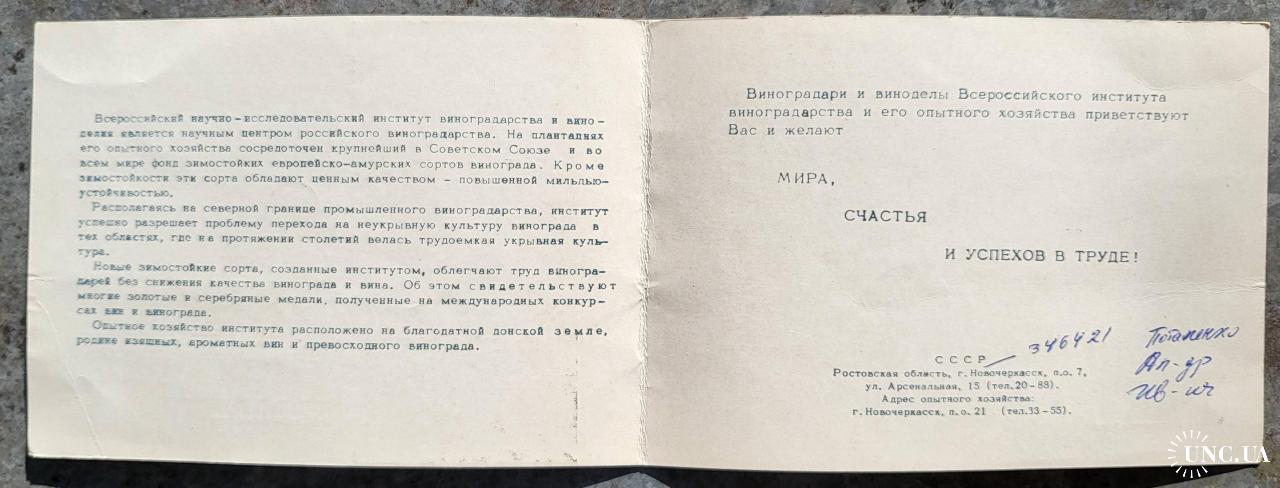 Всероссийский научно-исследовательский институт виноградарства и вино-
делия является научным центром российского виноградарства. На плантациях
его опытного хозяйства сосредоточен крупнейший в Советском Союзе и во
всем мире фонд зимостойких европейско-амурских сортов винограда. Кроме
зимостойкости эти сорта обладают ценным качеством – повышенной мильдью-
устойчивостью.
Располагаясь на северной границе промышленного виноградарства, институт
успешно разрешает проблему перехода на неукрывную культуру винограда в
тех областях, где на протяжении столетий велась трудоемкая укрывная куль-
тура.
Новые зимостойкие сорта, созданные институтом, облегчают труд виногра-
дарей без снижения качества винограда и вина. Об этом свидетельствуют
многие золотые и серебряные медали, полученные на международных конкур-
сах вин и винограда.
Опытное хозяйство института расположено на благодатной донской земле,
родине изящных, ароматных вин и превосходного винограда.
Виноградари и виноделы Всероссийского института
виноградарства и его опытного хозяйства приветствуют
Вас и желают
МИРА,
СЧАСТЬЯ
И УСПЕХОВ В ТРУДЕ!
СССР 346421
Ростовская область, г. Новочеркасск, п.о. 7,
ул. Арсенальная, 15 (тел. 20-88).
Адрес опытного хозяйства:
г. Новочеркасск, п.о. 21 (тел. 33-55).
Потапенко
Ал-др
Ив-ич
UNC.UA